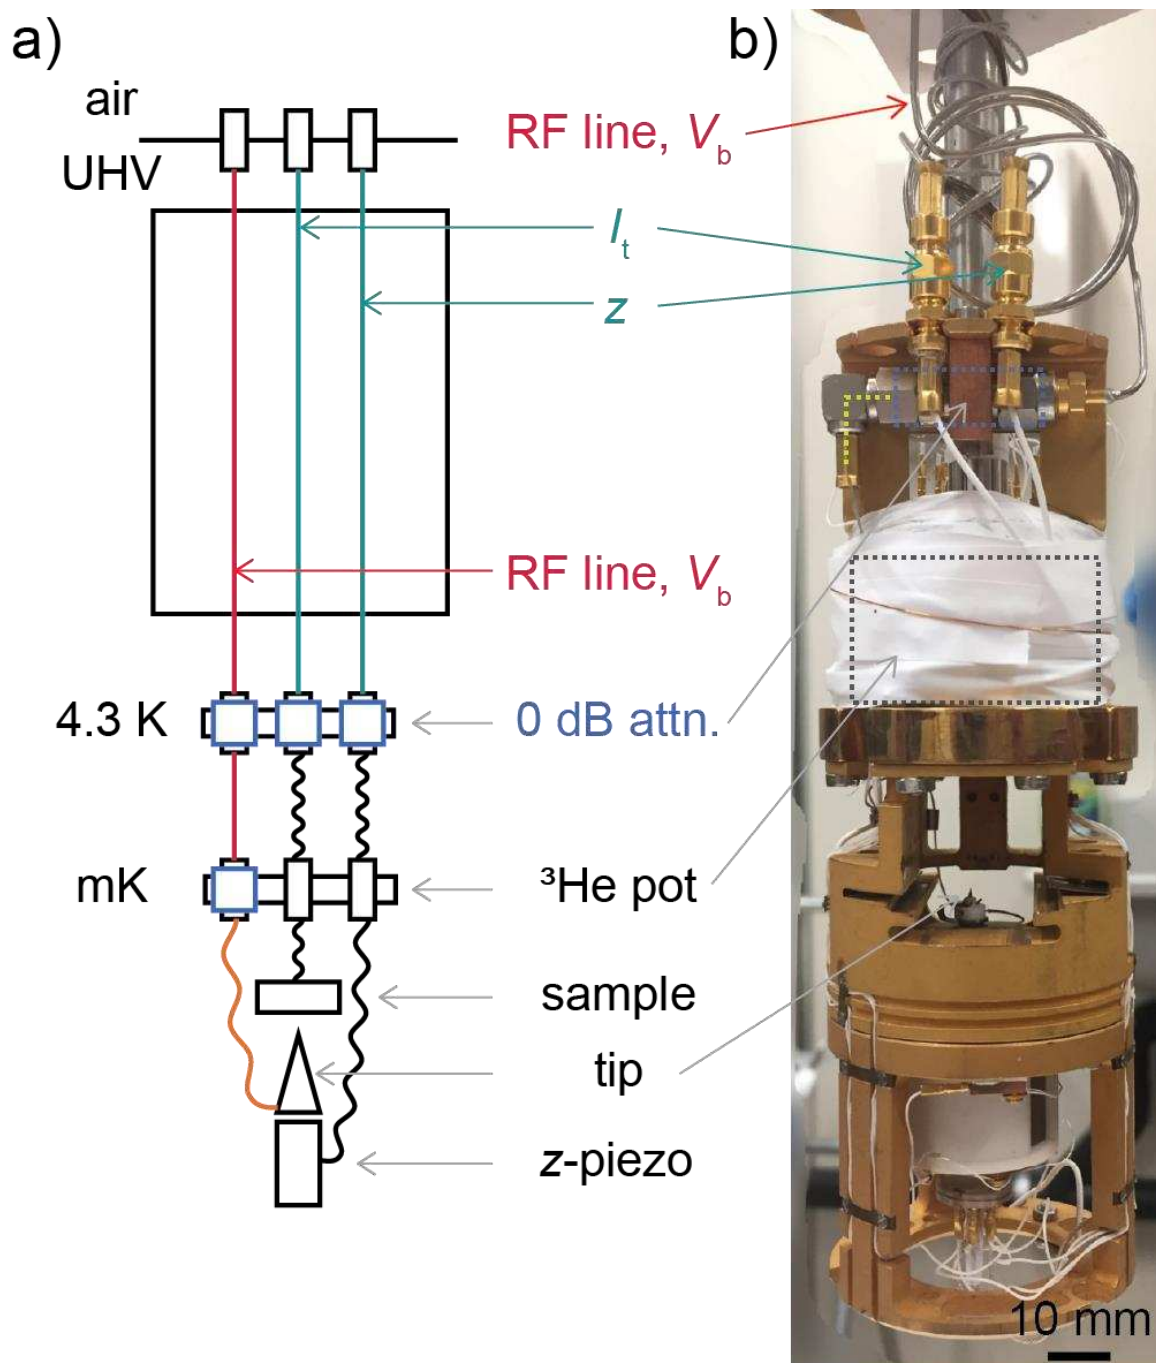 a)
b)
air
UHV
RF line, Vb
It
z
RF line, Vb
4.3 K
0 dB attn.
mK
³He pot
sample
tip
z-piezo
10 mm